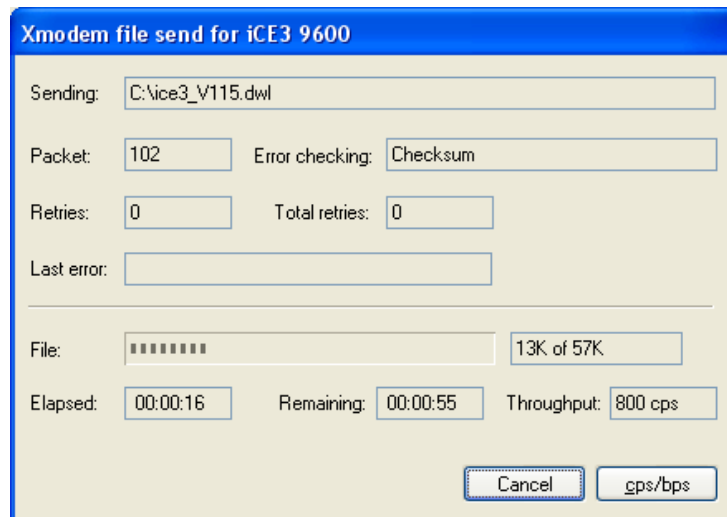 Xmodem file send for iCE3 9600
Sending: C:\ice3_V115.dwl
Packet: 102 Error checking: Checksum
Retries: 0 Total retries: 0
Last error:
File: 13K of 57K
Elapsed: 00:00:16 Remaining: 00:00:55 Throughput: 800 cps
Cancel cps/bps